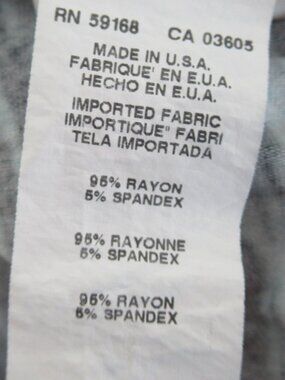 RN 59168 CA 03605
MADE IN U.S.A.
FABRIQUE' EN E.U.A.
HECHO EN E.U.A.
IMPORTED FABRIC
IMPORTIQUE" FABRI
TELA IMPORTADA
95% RAYON
5% SPANDEX
95% RAYONNE
5% SPANDEX
95% RAYON
5% SPANDEX